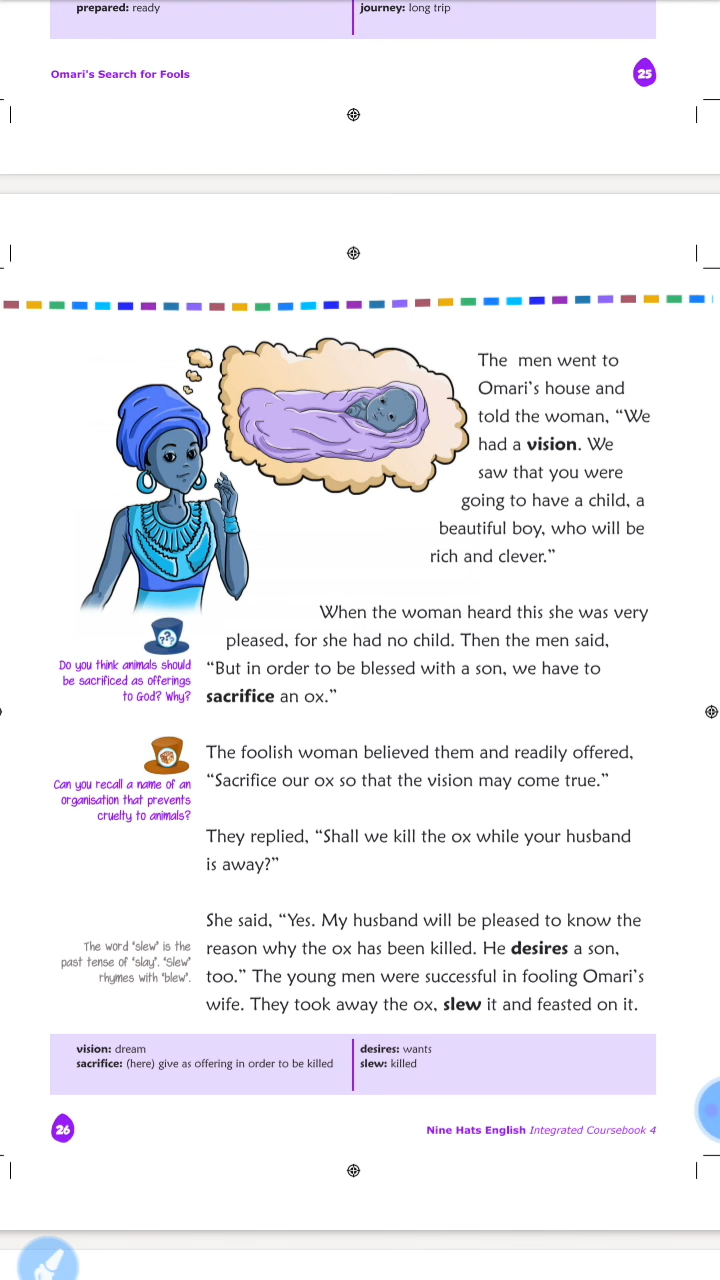 prepared: ready
journey: long trip
Omari's Search for Fools
25
The men went to
Omari's house and
told the woman, “We
had a vision. We
saw that you were
going to have a child, a
beautiful boy, who will be
rich and clever.”
When the woman heard this she was very
pleased, for she had no child. Then the men said,
“But in order to be blessed with a son, we have to
sacrifice an ox.”
???
Do you think animals should
be sacrificed as offerings
to God? Why?
The foolish woman believed them and readily offered,
“Sacrifice our ox so that the vision may come true.”
Can you recall a name of an
organisation that prevents
cruelty to animals?
They replied, “Shall we kill the ox while your husband
is away?”
She said, “Yes. My husband will be pleased to know the
reason why the ox has been killed. He desires a son,
too.” The young men were successful in fooling Omari's
wife. They took away the ox, slew it and feasted on it.
The word ‘slew’ is the
past tense of ‘slay’. ‘Slew’
rhymes with ‘blew’.
vision: dream
sacrifice: (here) give as offering in order to be killed
desires: wants
slew: killed
26
Nine Hats English Integrated Coursebook 4